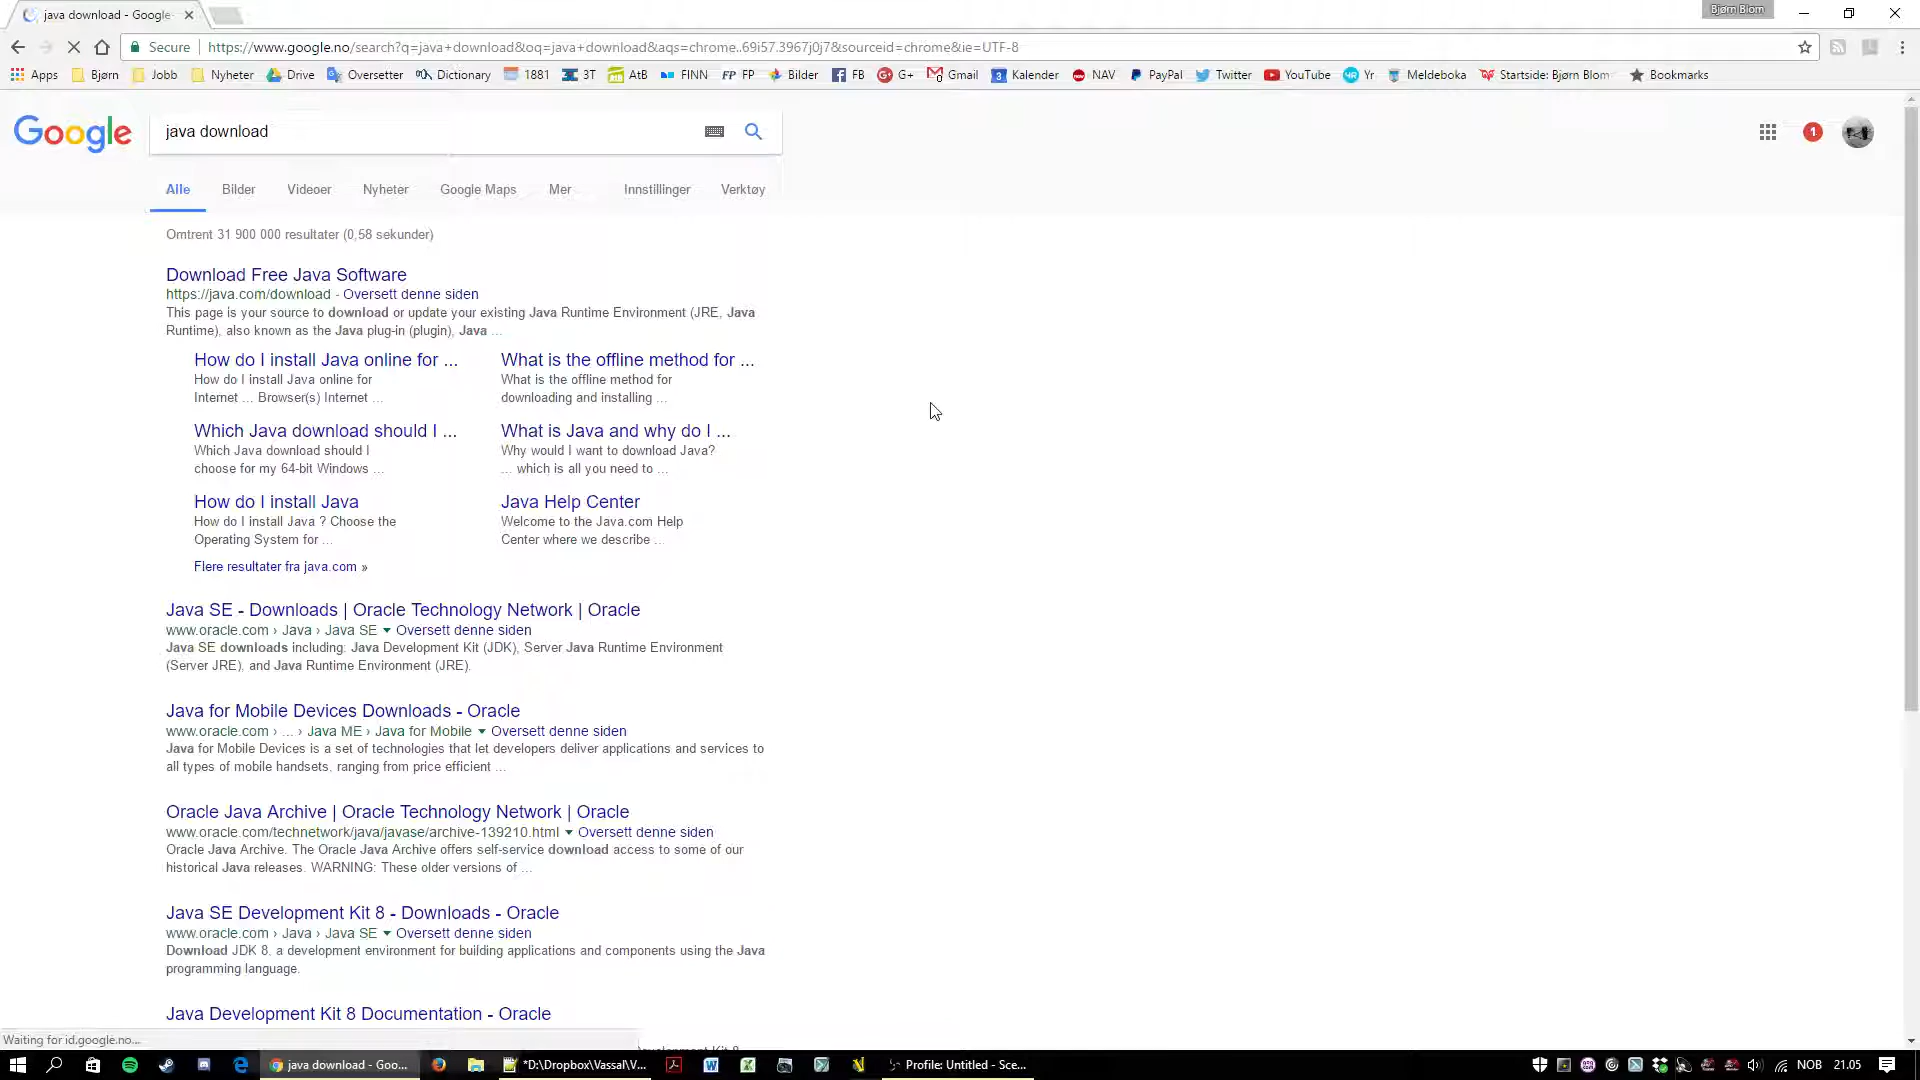 java download - Google
Bjørn Blom
Secure
https://www.google.no/search?q=java+download&oq=java+download&aqs=chrome..69i57.3967j0j7&sourceid=chrome&ie=UTF-8
Apps Bjørn Jobb Nyheter Drive Oversetter Dictionary 1881 3T AtB FINN FP FP Bilder FB G+ Gmail 3 Kalender NAV PayPal Twitter YouTube YR Yr Meldeboka Startside: Bjørn Blom Bookmarks
Google
java download
1
Alle Bilder Videoer Nyheter Google Maps Mer Innstillinger Verktøy
Omtrent 31 900 000 resultater (0,58 sekunder)
Download Free Java Software
https://java.com/download - Oversett denne siden
This page is your source to download or update your existing Java Runtime Environment (JRE, Java
Runtime), also known as the Java plug-in (plugin), Java ...
How do I install Java online for ...
How do I install Java online for
Internet ... Browser(s) Internet ...
What is the offline method for ...
What is the offline method for
downloading and installing ...
Which Java download should I ...
Which Java download should I
choose for my 64-bit Windows ...
What is Java and why do I ...
Why would I want to download Java?
... which is all you need to ...
How do I install Java
How do I install Java ? Choose the
Operating System for ...
Java Help Center
Welcome to the Java.com Help
Center where we describe ...
Flere resultater fra java.com »
Java SE - Downloads | Oracle Technology Network | Oracle
www.oracle.com › Java › Java SE Oversett denne siden
Java SE downloads including: Java Development Kit (JDK), Server Java Runtime Environment
(Server JRE), and Java Runtime Environment (JRE).
Java for Mobile Devices Downloads - Oracle
www.oracle.com › ... › Java ME › Java for Mobile Oversett denne siden
Java for Mobile Devices is a set of technologies that let developers deliver applications and services to
all types of mobile handsets, ranging from price efficient ...
Oracle Java Archive | Oracle Technology Network | Oracle
www.oracle.com/technetwork/java/javase/archive-139210.html Oversett denne siden
Oracle Java Archive. The Oracle Java Archive offers self-service download access to some of our
historical Java releases. WARNING: These older versions of ...
Java SE Development Kit 8 - Downloads - Oracle
www.oracle.com › Java › Java SE Oversett denne siden
Download JDK 8, a development environment for building applications and components using the Java
programming language.
Java Development Kit 8 Documentation - Oracle
Waiting for id.google.no...
java download - Goo... *D:\Dropbox\Vassal\V... Profile: Untitled - Sce... NOB 21.05